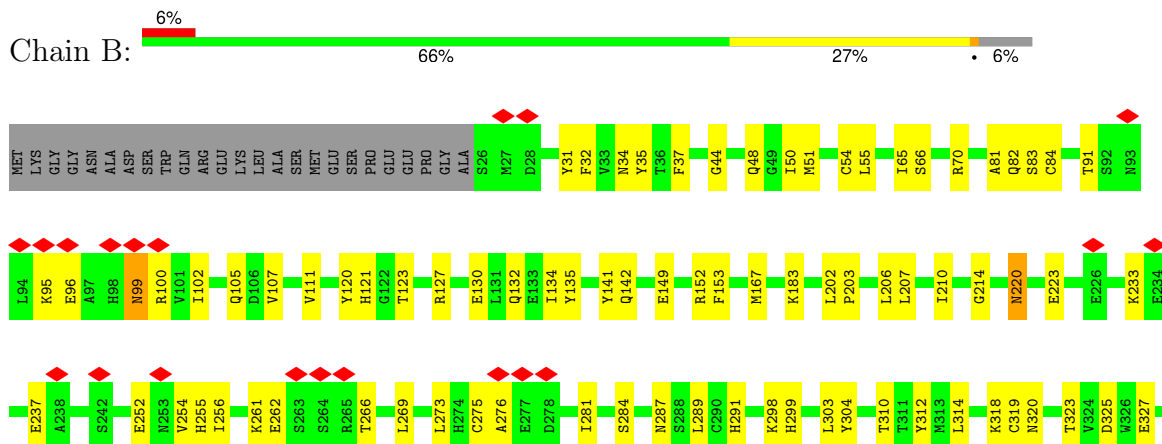 6%
Chain B:
66% 27% • 6%
MET LYS GLY GLY ASN ALA ASP SER TRP GLN ARG GLU LYS LEU ALA SER MET GLU SER PRO GLU GLU PRO GLY ALA S26 M27 D28 Y31 F32 V33 N34 Y35 T36 F37 G44 Q48 G49 I50 M51 C54 L55 I65 S66 R70 A81 Q82 S83 C84 T91 S92 N93
L94 K95 E96 A97 H98 N99 R100 V101 I102 Q105 D106 V107 V111 Y120 H121 G122 T123 R127 E130 L131 Q132 E133 I134 Y135 Y141 Q142 E149 R152 F153 M167 K183 L202 P203 L206 L207 I210 G214 N220 E223 E226 K233 E234
E237 A238 S242 E252 N253 V254 H255 I256 K261 E262 S263 S264 R265 T266 L269 L273 H274 C275 A276 E277 D278 I281 S284 N287 S288 L289 C290 H291 K298 H299 L303 Y304 T310 T311 Y312 M313 L314 K318 C319 N320 T323 V324 D325 W326 E327